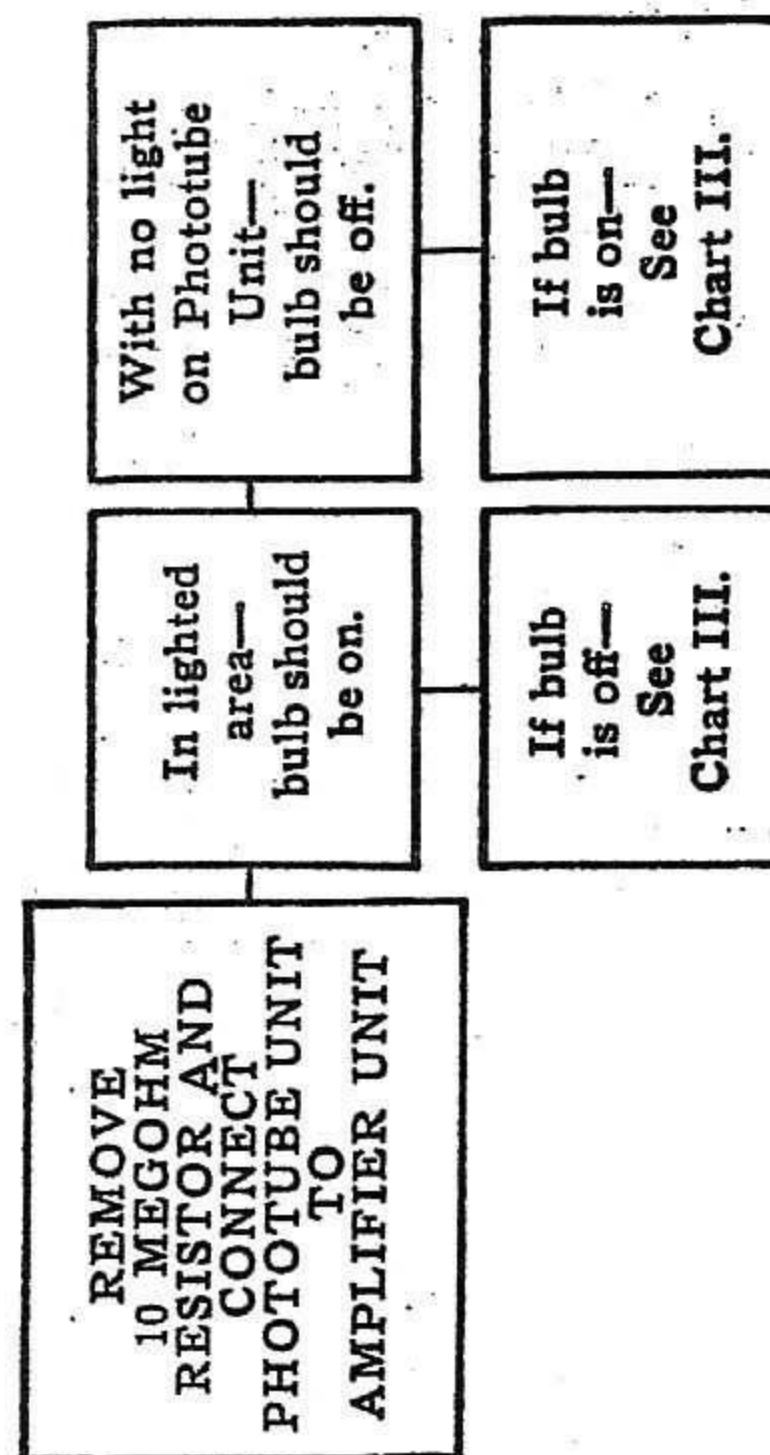 REMOVE
10 MEGOHM
RESISTOR AND
CONNECT
PHOTOTUBE UNIT
TO
AMPLIFIER UNIT
In lighted
area—
bulb should
be on.
If bulb
is off—
See
Chart III.
With no light
on Phototube
Unit—
bulb should
be off.
If bulb
is on—
See
Chart III.